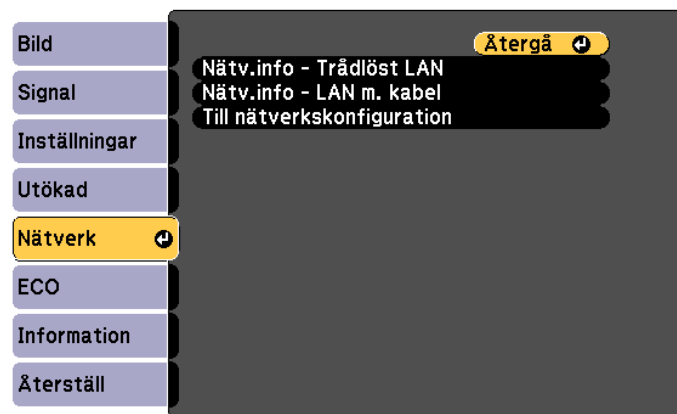 Bild
Signal
Inställningar
Utökad
Nätverk
ECO
Information
Återställ
Återgå
Nätv.info - Trådlöst LAN
Nätv.info - LAN m. kabel
Till nätverkskonfiguration